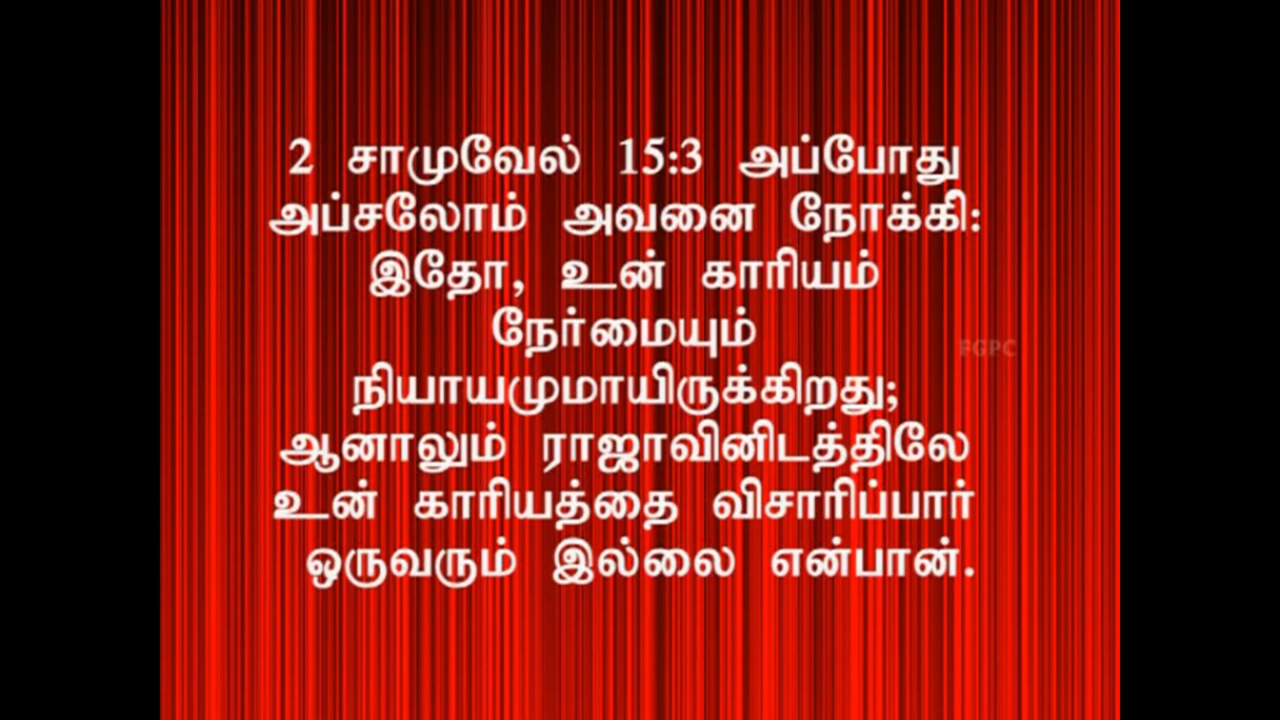 2 சாமுவேல் 15:3 அப்போது
அப்சலோம் அவனை நோக்கி:
இதோ, உன் காரியம்
நேர்மையும்
நியாயமுமாயிருக்கிறது;
ஆனாலும் ராஜாவினிடத்திலே
உன் காரியத்தை விசாரிப்பார்
ஒருவரும் இல்லை என்பான்.
FGPC